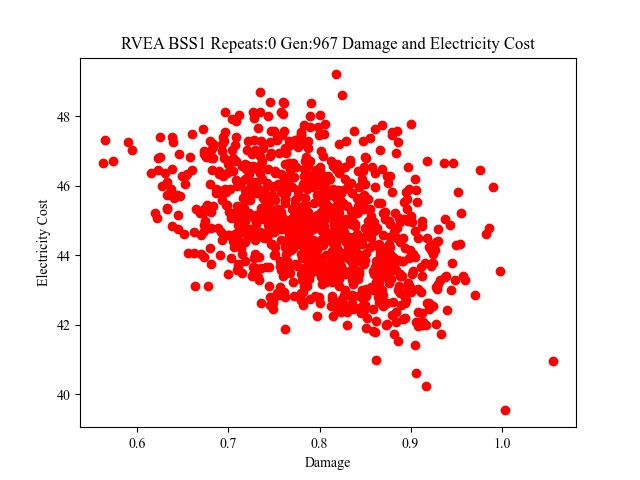 RVEA BSS1 Repeats:0 Gen:967 Damage and Electricity Cost
48
46
44
42
40
Electricity Cost
0.6 0.7 0.8 0.9 1.0
Damage